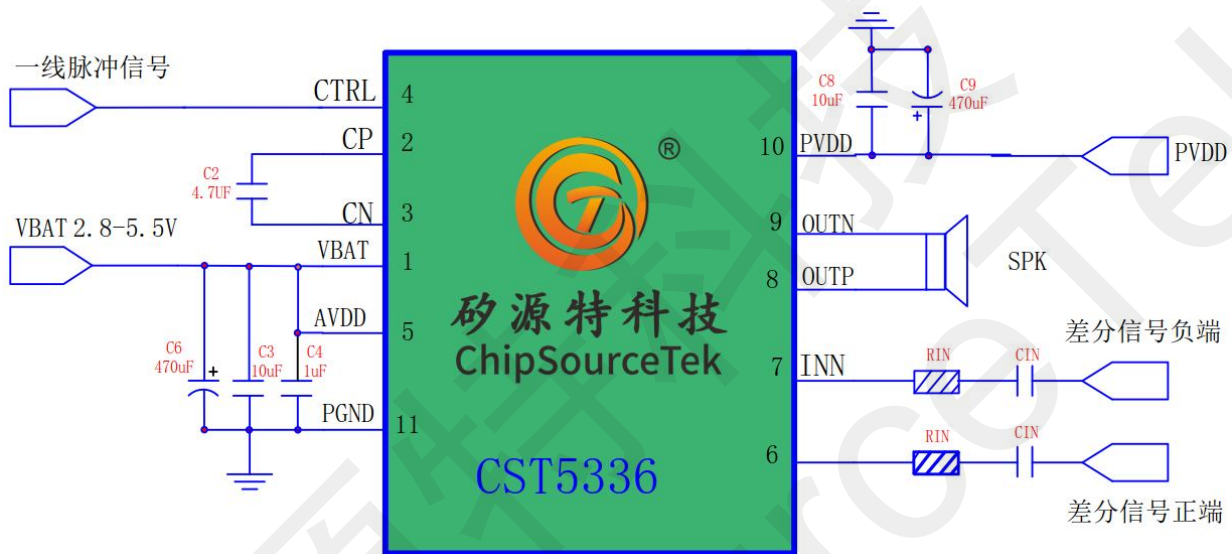 一线脉冲信号
CTRL 4
CP 2
C2
4.7UF
CN 3
VBAT 2.8-5.5V
VBAT 1
AVDD 5
C6
470uF
+
C3
10uF
C4
1uF
PGND 11
®
矽源特科技
ChipSourceTek
CST5336
C8
10uF
C9
470uF
+
10 PVDD
PVDD
9 OUTN
8 OUTP
SPK
差分信号负端
7 INN
RIN
CIN
6
RIN
CIN
差分信号正端